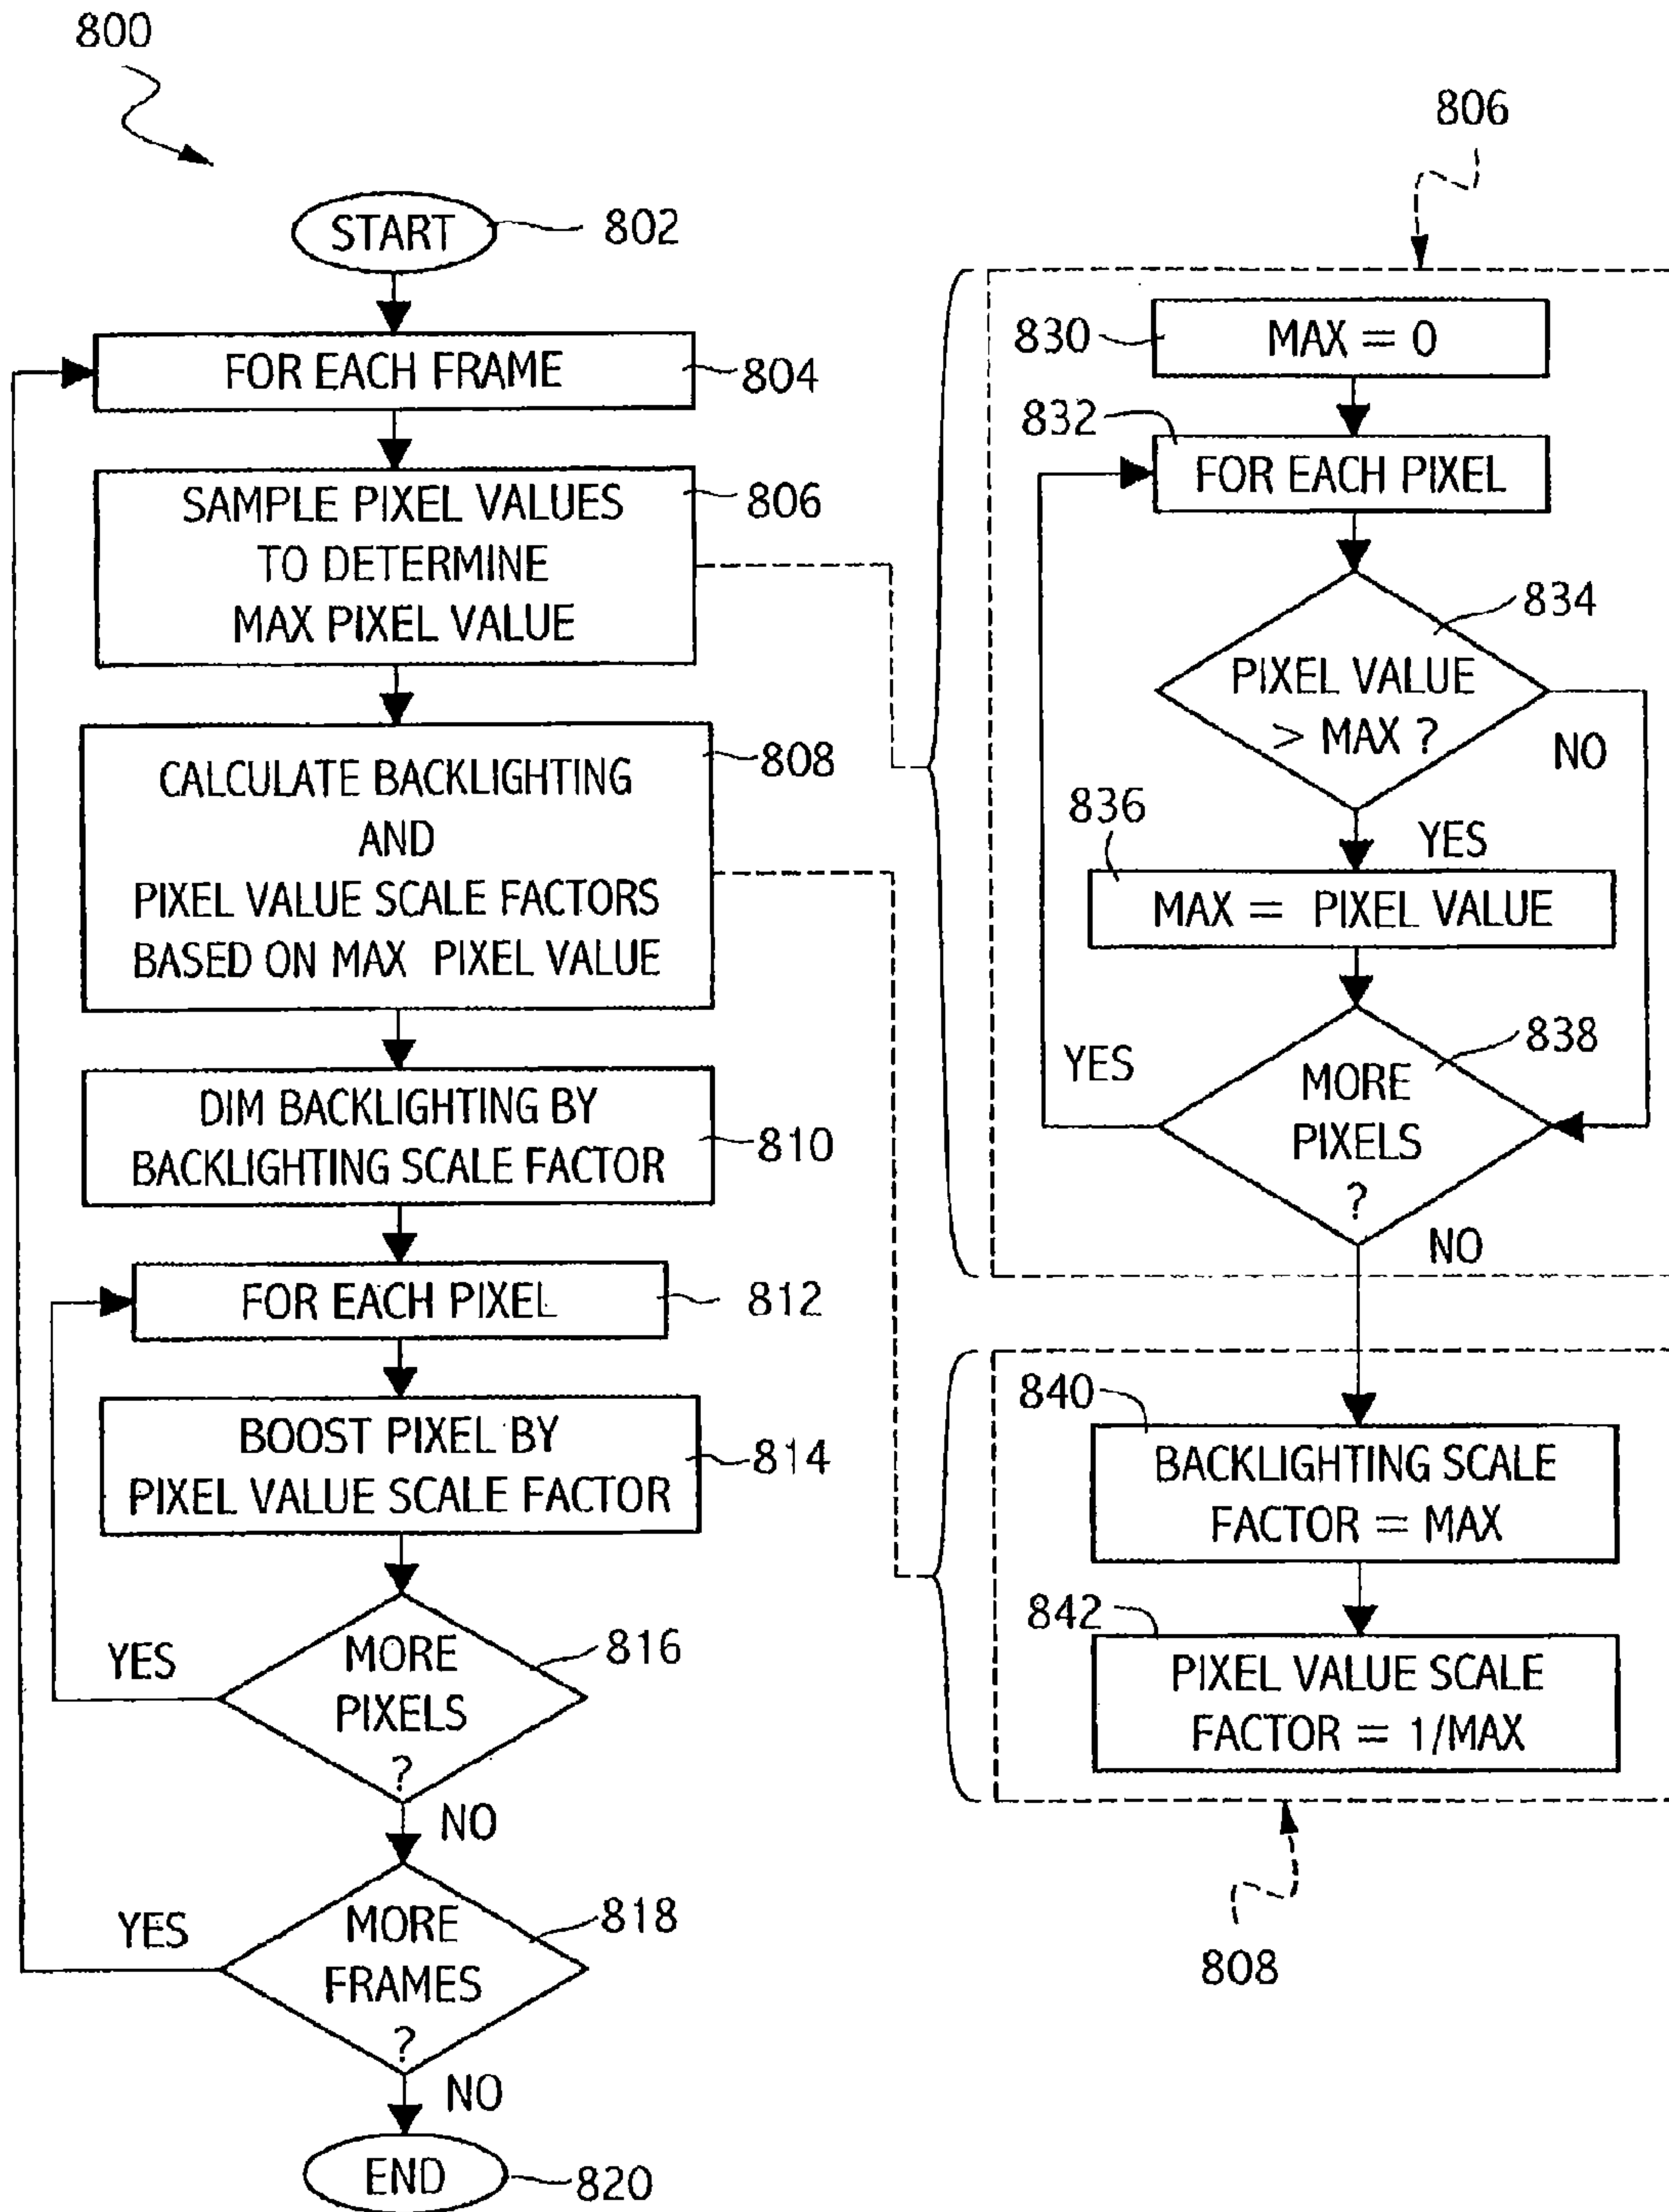 800
START
802
FOR EACH FRAME
804
SAMPLE PIXEL VALUES
TO DETERMINE
MAX PIXEL VALUE
806
CALCULATE BACKLIGHTING
AND
PIXEL VALUE SCALE FACTORS
BASED ON MAX PIXEL VALUE
808
DIM BACKLIGHTING BY
BACKLIGHTING SCALE FACTOR
810
FOR EACH PIXEL
812
BOOST PIXEL BY
PIXEL VALUE SCALE FACTOR
814
MORE
PIXELS
?
816
YES
NO
MORE
FRAMES
?
818
YES
NO
END
820
806
830
MAX = 0
832
FOR EACH PIXEL
834
PIXEL VALUE
> MAX ?
NO
YES
836
MAX = PIXEL VALUE
838
MORE
PIXELS
?
YES
NO
840
BACKLIGHTING SCALE
FACTOR = MAX
842
PIXEL VALUE SCALE
FACTOR = 1/MAX
808